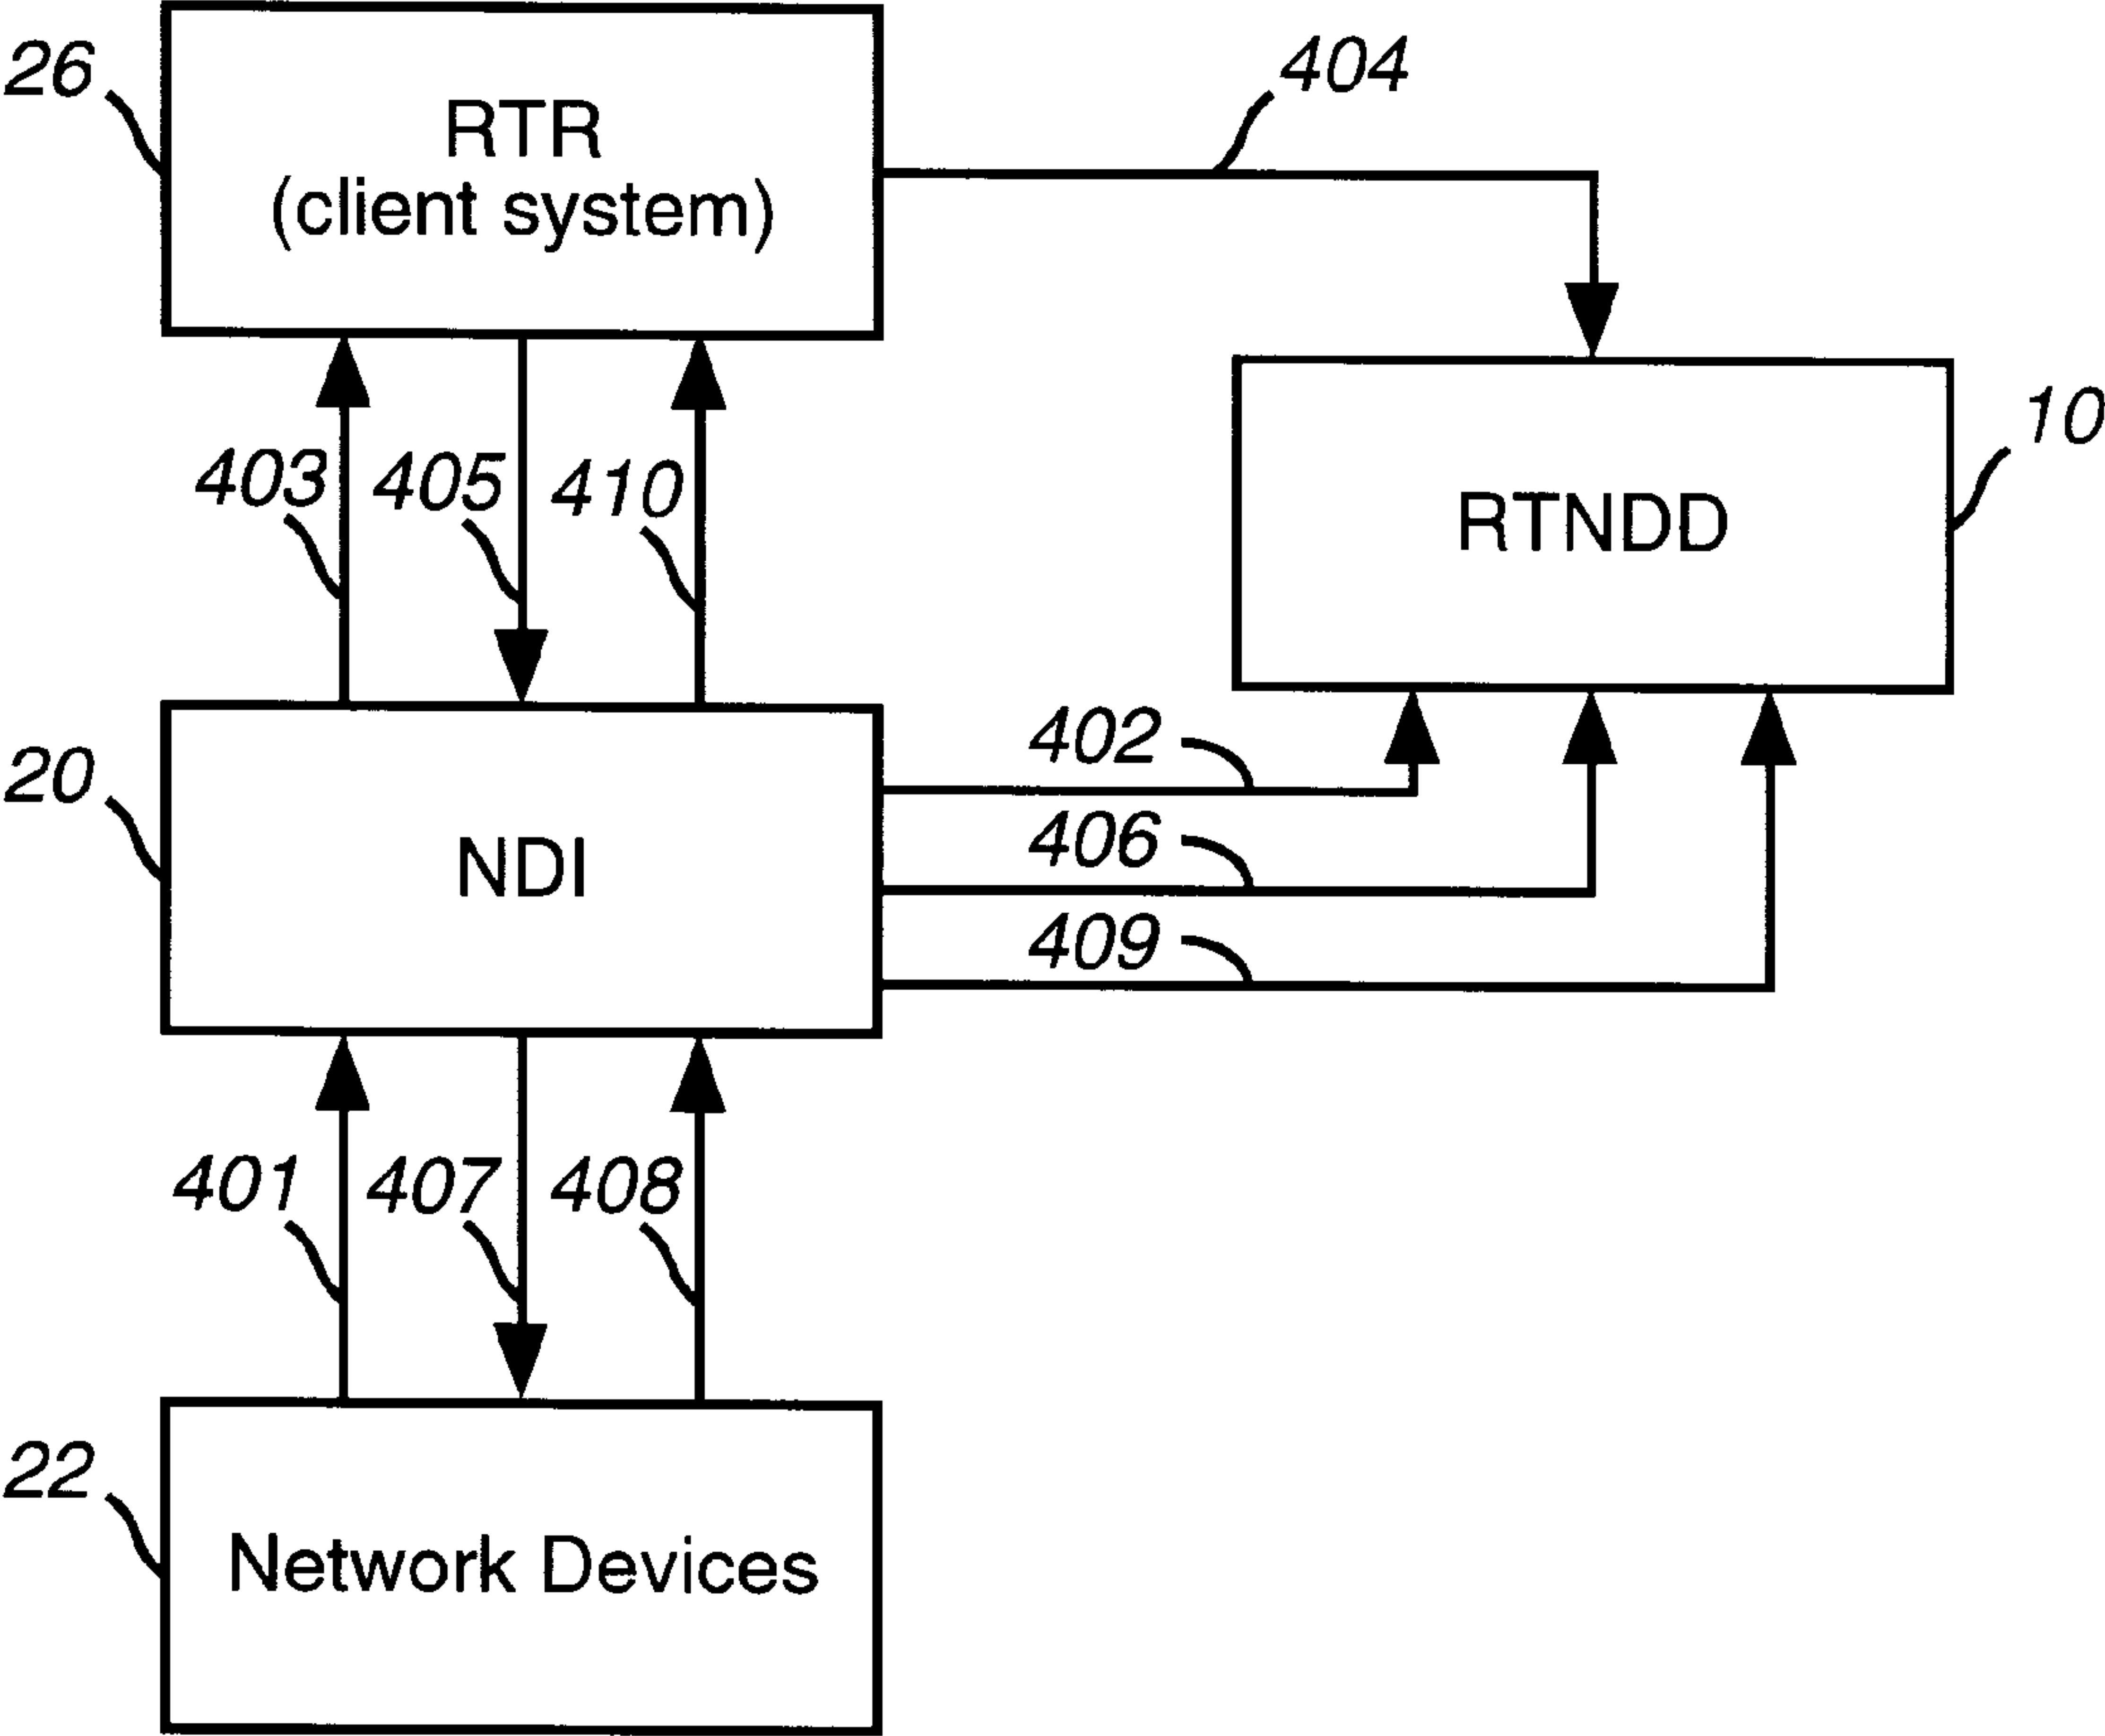 26
RTR
(client system)
404
10
RTNDD
403
405
410
20
NDI
402
406
409
401
407
408
22
Network Devices